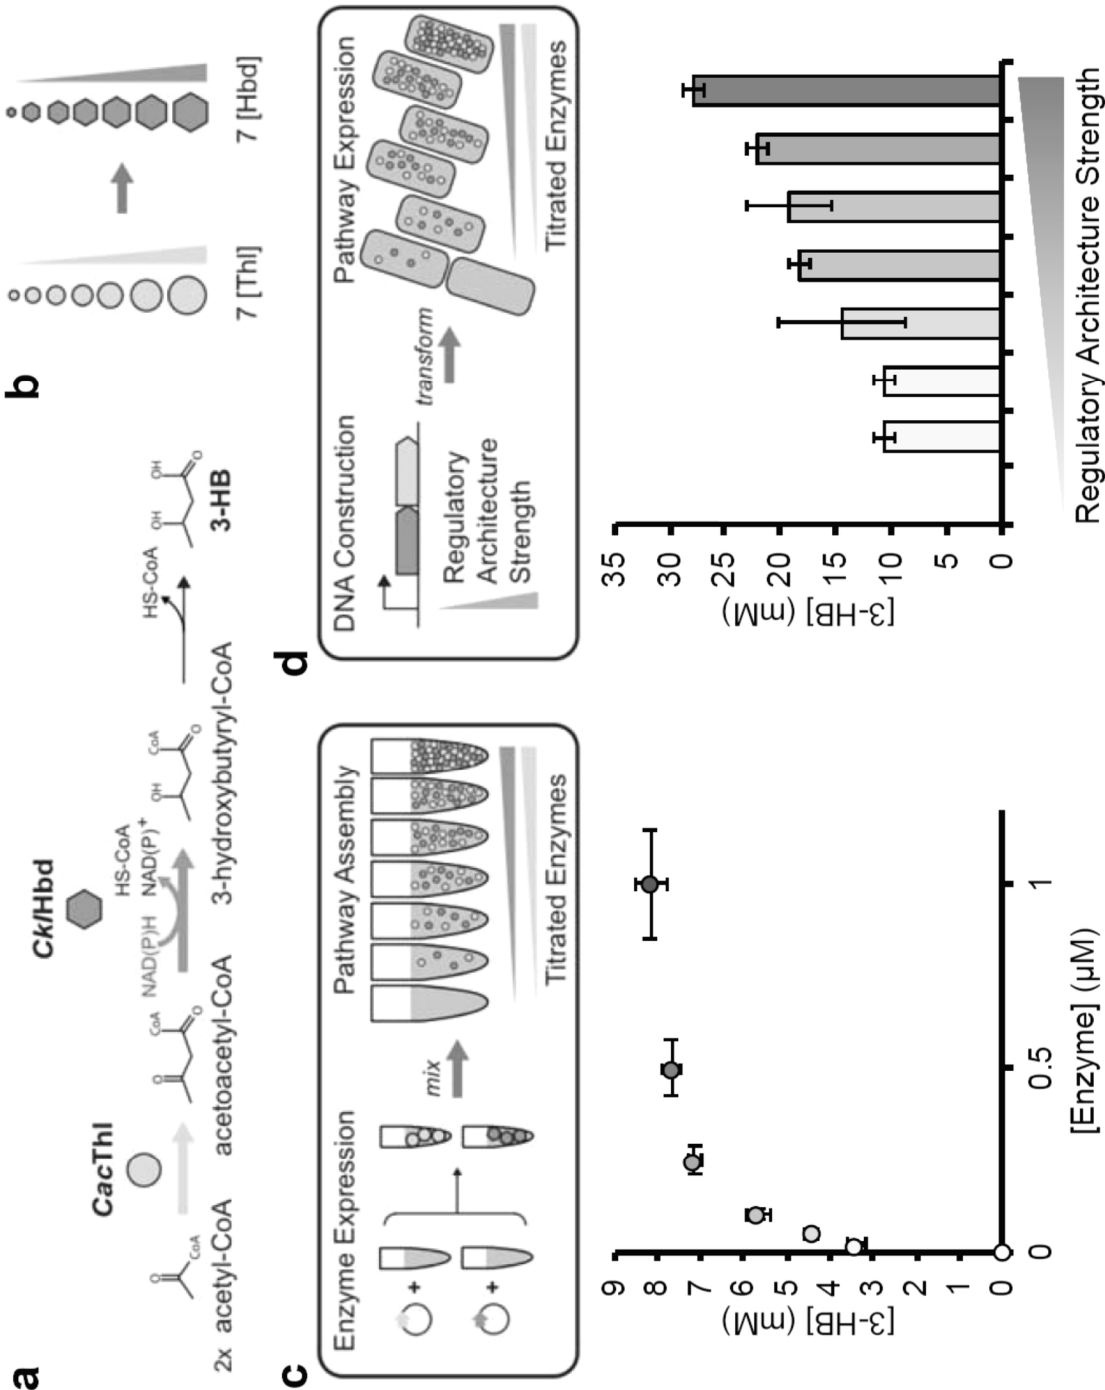 a
CacThl
CklHbd
HS-CoA
NAD(P)H NAD(P)+
HS-CoA
O
CoA
O CoA
O
OH CoA
O
OH OH
O
2x acetyl-CoA
acetoacetyl-CoA
3-hydroxybutyryl-CoA
3-HB
b
7 [Thl]
7 [Hbd]
c
Enzyme Expression
Pathway Assembly
+
+
mix
Titrated Enzymes
[3-HB] (mM)
9
8
7
6
5
4
3
2
1
0
0 0.5 1
[Enzyme] (µM)
d
DNA Construction
Pathway Expression
transform
Regulatory
Architecture
Strength
Titrated Enzymes
[3-HB] (mM)
35
30
25
20
15
10
5
0
Regulatory Architecture Strength